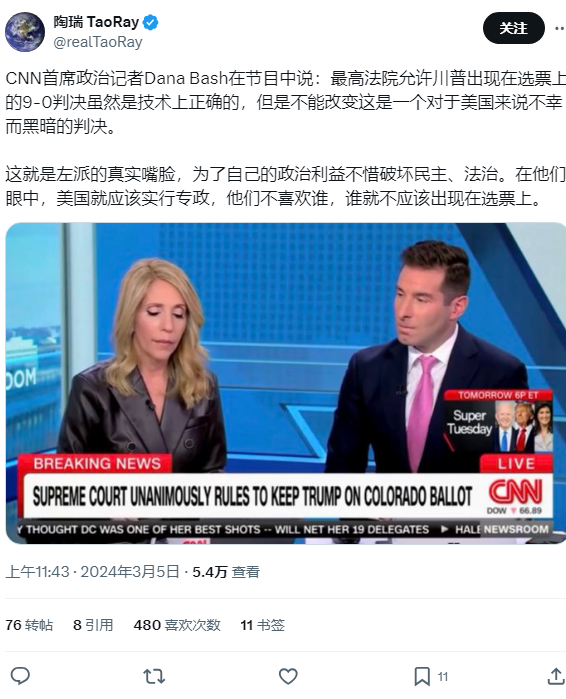 陶瑞 TaoRay
@realTaoRay
关注
CNN首席政治记者Dana Bash在节目中说：最高法院允许川普出现在选票上
的9-0判决虽然是技术上正确的，但是不能改变这是一个对于美国来说不幸
而黑暗的判决。
这就是左派的真实嘴脸，为了自己的政治利益不惜破坏民主、法治。在他们
眼中，美国就应该实行专政，他们不喜欢谁，谁就不应该出现在选票上。
OOM
TOMORROW 6P ET
Super
Tuesday
BREAKING NEWS
LIVE
SUPREME COURT UNANIMOUSLY RULES TO KEEP TRUMP ON COLORADO BALLOT
CNN
DOW ▼ 66.89
Y THOUGHT DC WAS ONE OF HER BEST SHOTS -- WILL NET HER 19 DELEGATES ▶ HALE NEWSROOM
上午11:43 · 2024年3月5日 · 5.4万 查看
76 转帖 8 引用 480 喜欢次数 11 书签
11